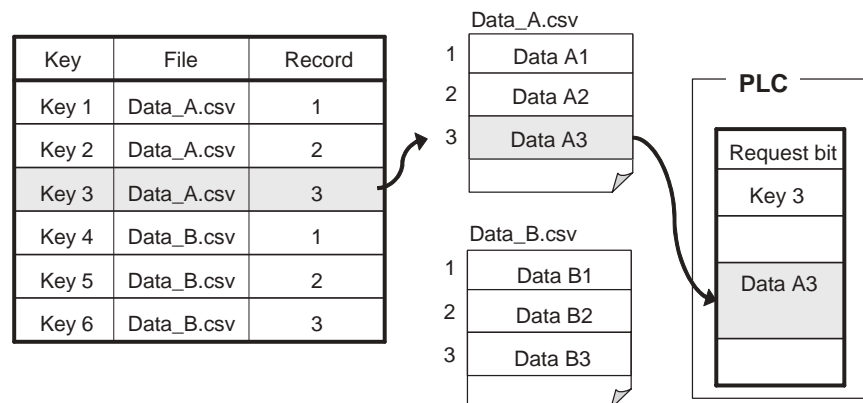 Key File Record
Key 1 Data_A.csv 1
Key 2 Data_A.csv 2
Key 3 Data_A.csv 3
Key 4 Data_B.csv 1
Key 5 Data_B.csv 2
Key 6 Data_B.csv 3
Data_A.csv
1 Data A1
2 Data A2
3 Data A3
Data_B.csv
1 Data B1
2 Data B2
3 Data B3
PLC
Request bit
Key 3
Data A3